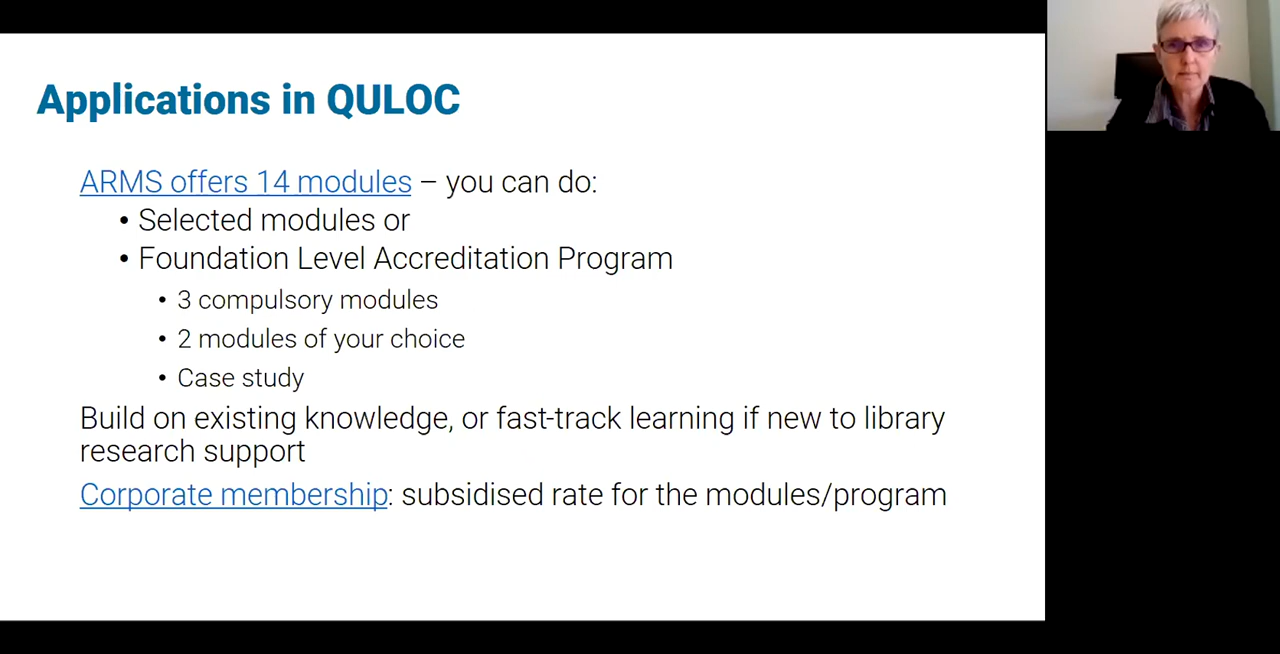 Applications in QULOC
ARMS offers 14 modules – you can do:
• Selected modules or
• Foundation Level Accreditation Program
• 3 compulsory modules
• 2 modules of your choice
• Case study
Build on existing knowledge, or fast-track learning if new to library
research support
Corporate membership: subsidised rate for the modules/program